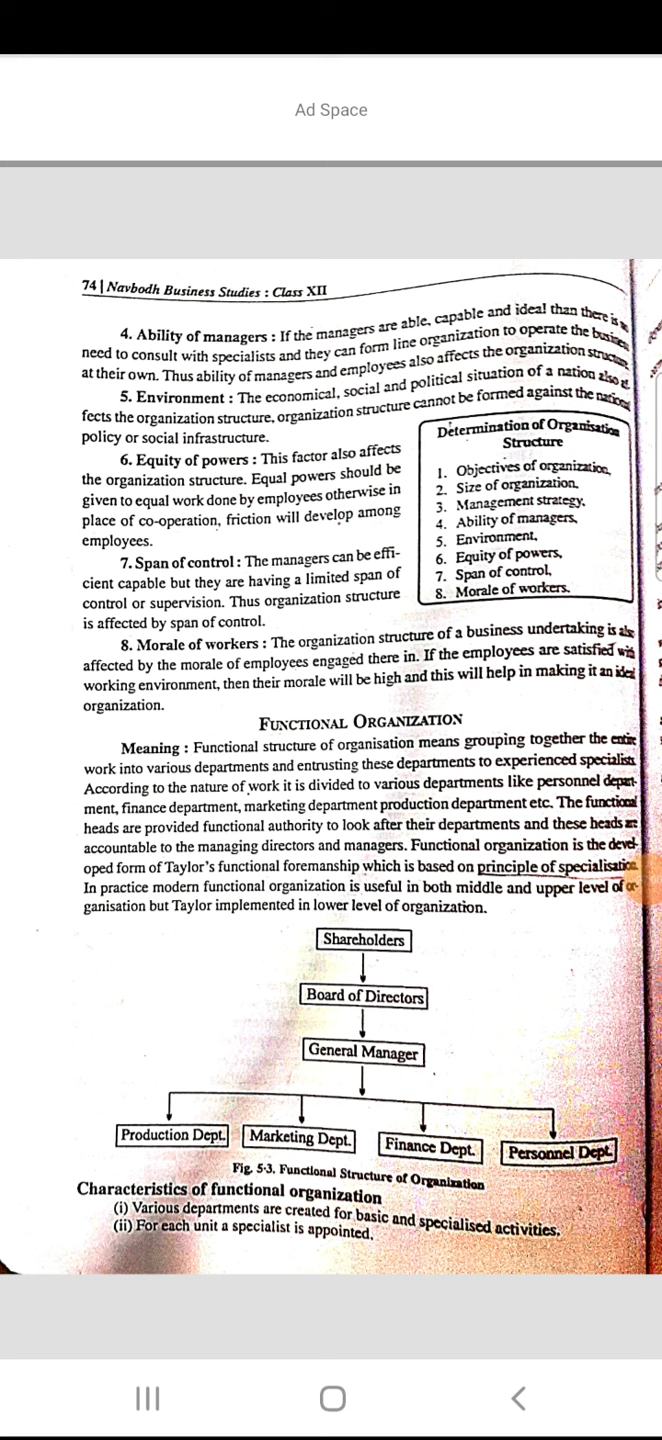 Ad Space
74 | Navbodh Business Studies : Class XII
4. Ability of managers : If the managers are able, capable and ideal than there is
need to consult with specialists and they can form line organization to operate the
at their own. Thus ability of managers and employees also affects the organization
5. Environment : The economical, social and political situation of a nation also
fects the organization structure, organization structure cannot be formed against the
policy or social infrastructure.
6. Equity of powers : This factor also affects
the organization structure. Equal powers should be
given to equal work done by employees otherwise in
place of co-operation, friction will develop among
employees.
7. Span of control : The managers can be effi-
cient capable but they are having a limited span of
control or supervision. Thus organization structure
is affected by span of control.
Determination of Organisation
Structure
1. Objectives of organization,
2. Size of organization,
3. Management strategy,
4. Ability of managers,
5. Environment,
6. Equity of powers,
7. Span of control,
8. Morale of workers.
8. Morale of workers : The organization structure of a business undertaking is
affected by the morale of employees engaged there in. If the employees are satisfied
working environment, then their morale will be high and this will help in making it an
organization.
FUNCTIONAL ORGANIZATION
Meaning : Functional structure of organisation means grouping together the entire
work into various departments and entrusting these departments to experienced
According to the nature of work it is divided to various departments like personnel depart-
ment, finance department, marketing department production department etc. The functional
heads are provided functional authority to look after their departments and these heads are
accountable to the managing directors and managers. Functional organization is the devel-
oped form of Taylor's functional foremanship which is based on principle of specialisation.
In practice modern functional organization is useful in both middle and upper level of or-
ganisation but Taylor implemented in lower level of organization.
Shareholders
Board of Directors
General Manager
Production Dept. Marketing Dept. Finance Dept. Personnel Dept.
Fig. 5·3. Functional Structure of Organization
Characteristics of functional organization
(i) Various departments are created for basic and specialised activities.
(ii) For each unit a specialist is appointed.